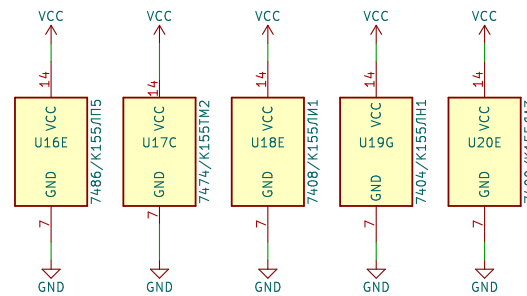 VCC VCC VCC VCC VCC
14 14 14 14 14
VCC VCC VCC VCC VCC
U16E U17C U18E U19G U20E
7486/К155ЛП5 7474/К155ТМ2 7408/К155ЛИ1 7404/К155ЛН1
GND GND GND GND GND
7 7 7 7 7
GND GND GND GND GND